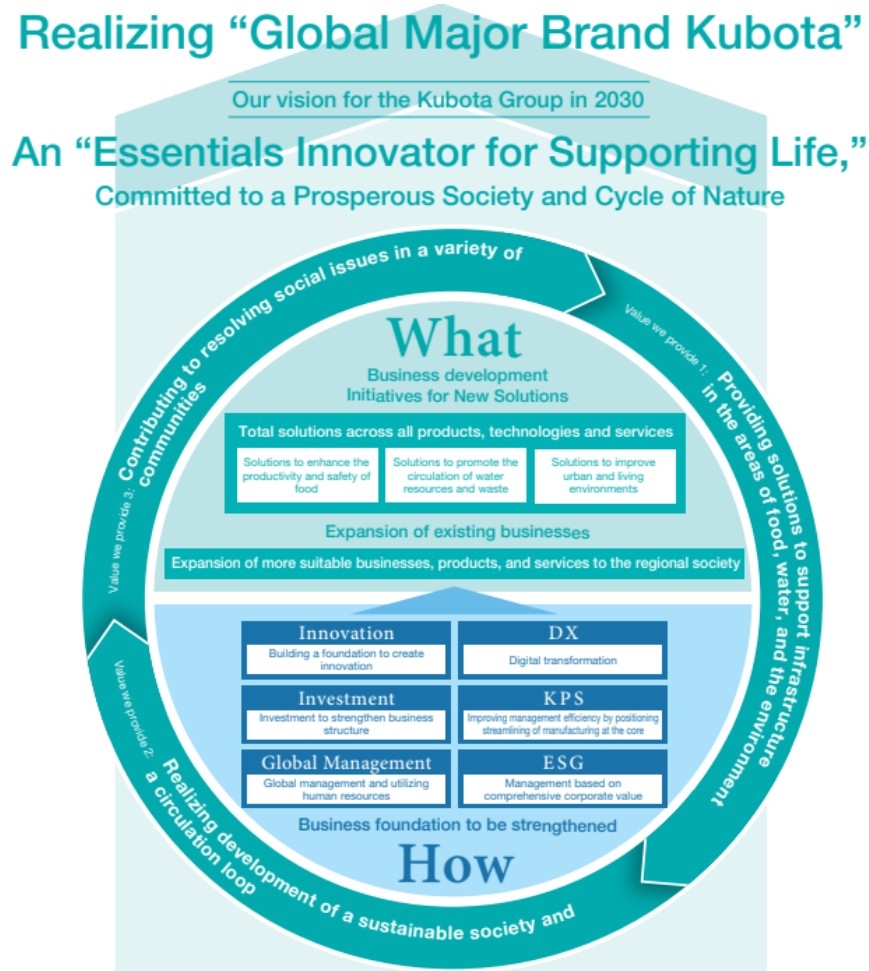 Realizing “Global Major Brand Kubota”
Our vision for the Kubota Group in 2030
An “Essentials Innovator for Supporting Life,”
Committed to a Prosperous Society and Cycle of Nature
Value we provide 1:
Providing solutions to support infrastructure
in the areas of food, water, and the environment
Value we provide 2:
Realizing development of a sustainable society and
a circulation loop
Value we provide 3:
Contributing to resolving social issues in a variety of
communities
What
Business development
Initiatives for New Solutions
Total solutions across all products, technologies and services
Solutions to enhance the
productivity and safety of
food
Solutions to promote the
circulation of water
resources and waste
Solutions to improve
urban and living
environments
Expansion of existing businesses
Expansion of more suitable businesses, products, and services to the regional society
Innovation
Building a foundation to create
innovation
DX
Digital transformation
Investment
Investment to strengthen business
structure
KPS
Improving management efficiency by positioning
streamlining of manufacturing at the core
Global Management
Global management and utilizing
human resources
ESG
Management based on
comprehensive corporate value
Business foundation to be strengthened
How